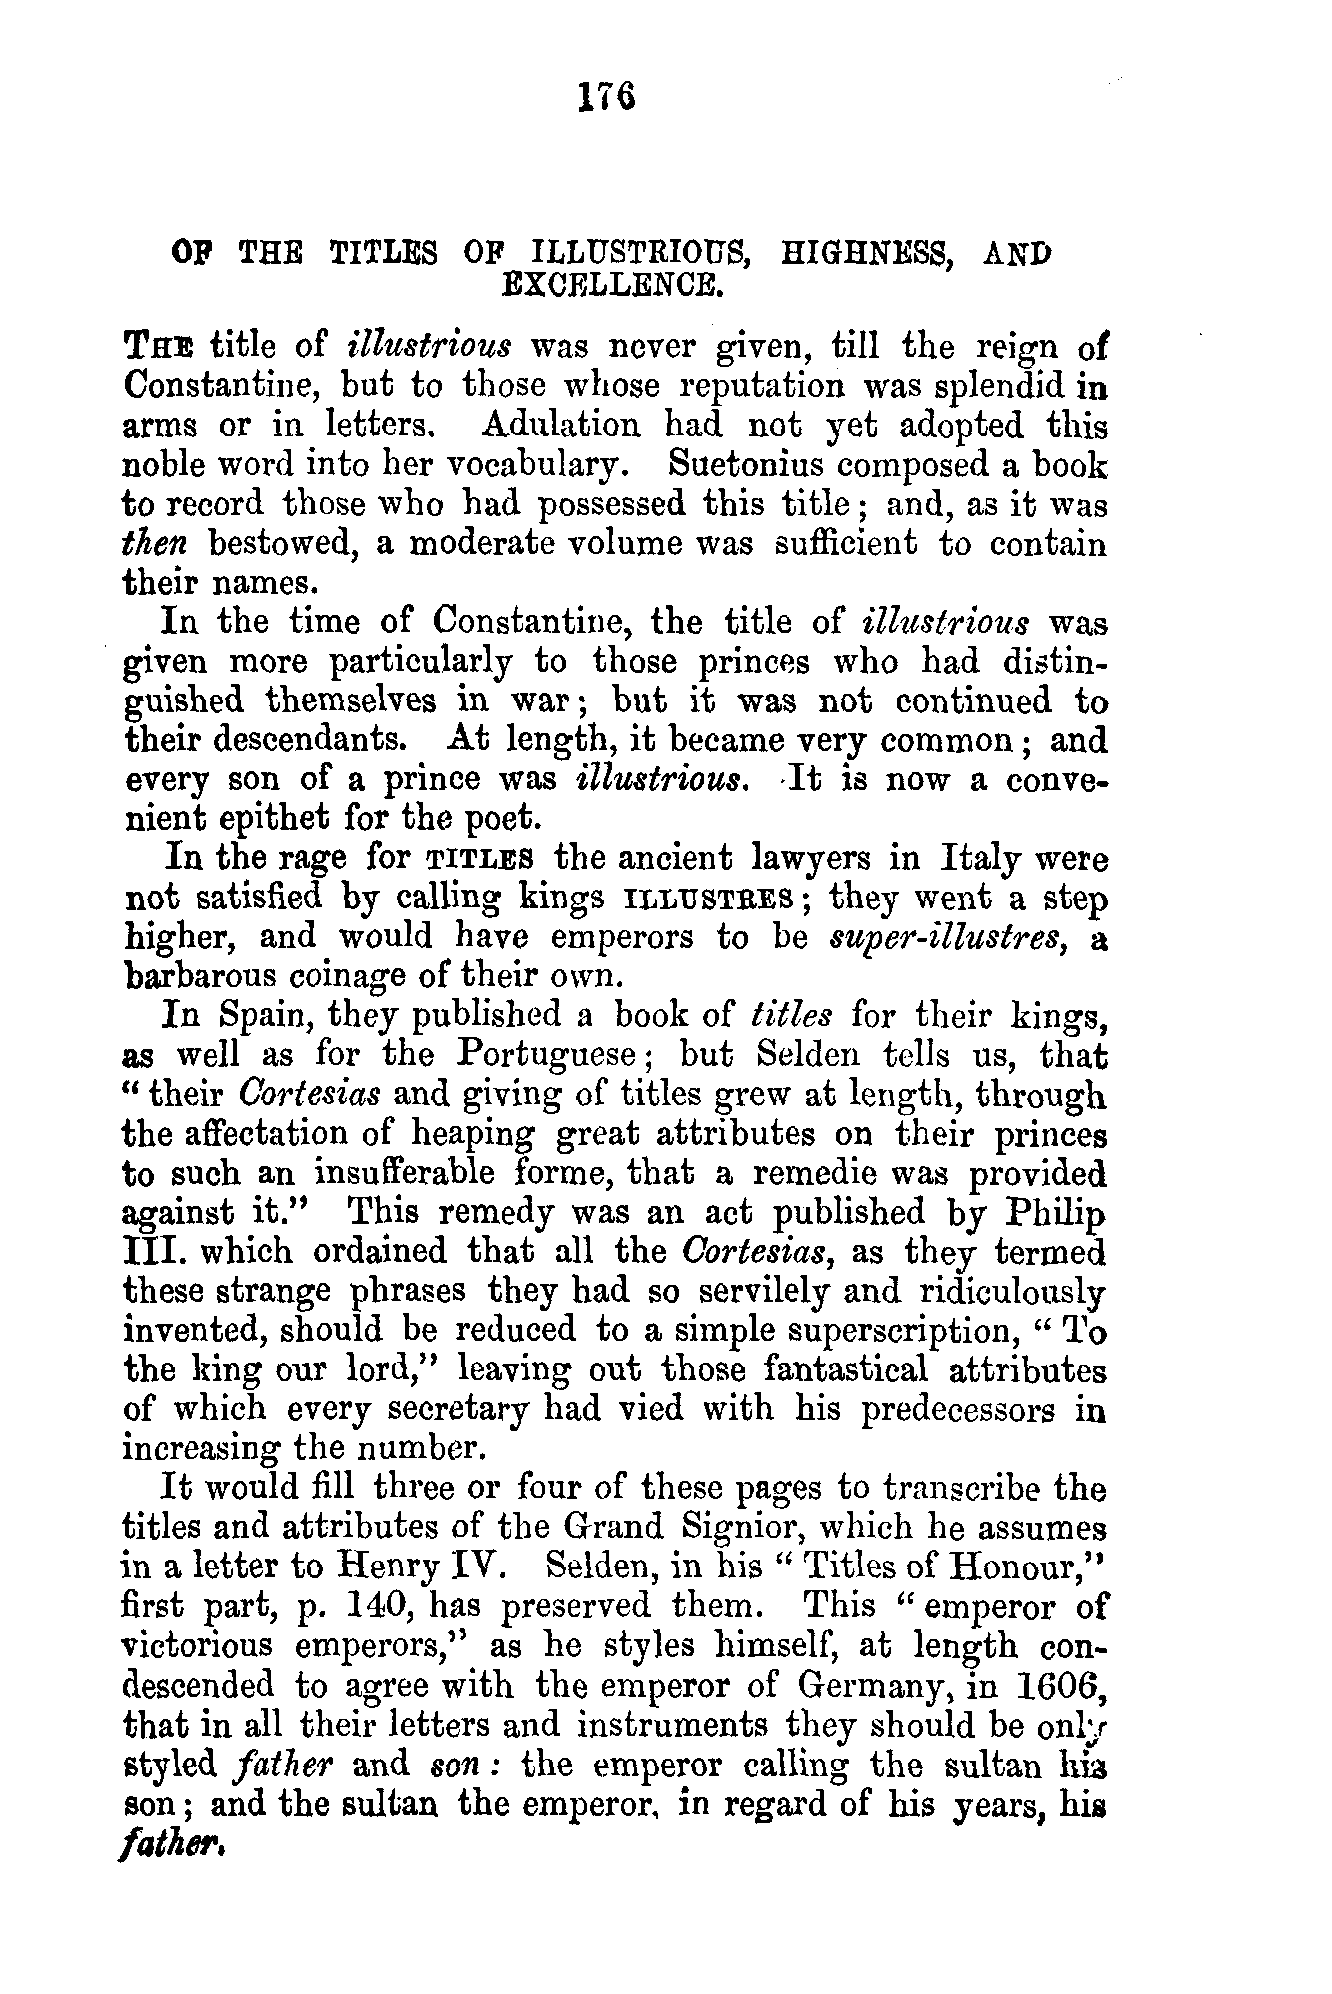 176
OF THE TITLES OF ILLUSTRIOUS, HIGHNESS, AND
EXCELLENCE.
THE title of illustrious was never given, till the reign of
Constantine, but to those whose reputation was splendid in
arms or in letters. Adulation had not yet adopted this
noble word into her vocabulary. Suetonius composed a book
to record those who had possessed this title; and, as it was
then bestowed, a moderate volume was sufficient to contain
their names.
In the time of Constantine, the title of illustrious was
given more particularly to those princes who had distin-
guished themselves in war; but it was not continued to
their descendants. At length, it became very common; and
every son of a prince was illustrious. It is now a conve-
nient epithet for the poet.
In the rage for TITLES the ancient lawyers in Italy were
not satisfied by calling kings ILLUSTRES; they went a step
higher, and would have emperors to be super-illustres, a
barbarous coinage of their own.
In Spain, they published a book of titles for their kings,
as well as for the Portuguese; but Selden tells us, that
"their Cortesias and giving of titles grew at length, through
the affectation of heaping great attributes on their princes
to such an insufferable forme, that a remedie was provided
against it." This remedy was an act published by Philip
III. which ordained that all the Cortesias, as they termed
these strange phrases they had so servilely and ridiculously
invented, should be reduced to a simple superscription, "To
the king our lord," leaving out those fantastical attributes
of which every secretary had vied with his predecessors in
increasing the number.
It would fill three or four of these pages to transcribe the
titles and attributes of the Grand Signior, which he assumes
in a letter to Henry IV. Selden, in his "Titles of Honour,"
first part, p. 140, has preserved them. This "emperor of
victorious emperors," as he styles himself, at length con-
descended to agree with the emperor of Germany, in 1606,
that in all their letters and instruments they should be only
styled father and son: the emperor calling the sultan his
son; and the sultan the emperor, in regard of his years, his
father.